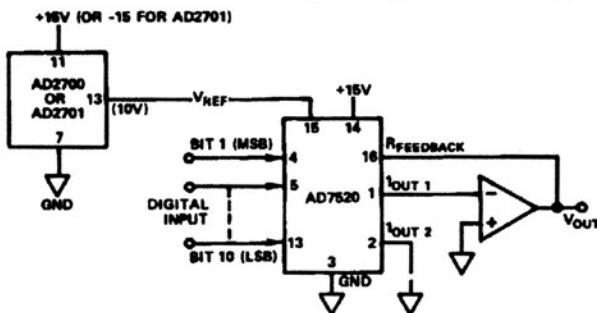 +15V (OR -15 FOR AD2701)
11
AD2700
OR
AD2701
13
(10V)
7
GND
VREF
+15V
15
14
BIT 1 (MSB)
4
5
DIGITAL
INPUT
BIT 10 (LSB)
13
AD7520
16
RFEEDBACK
1
IOUT 1
2
IOUT 2
3
GND
-
+
VOUT